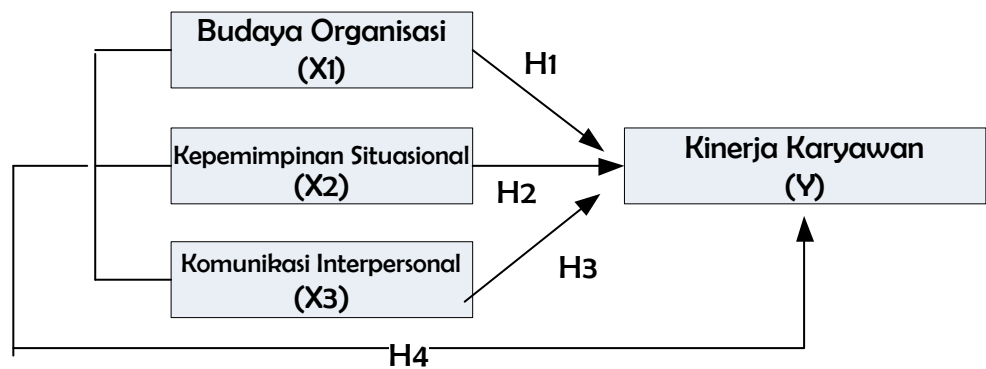 Budaya Organisasi
(X1)
H1
Kepemimpinan Situasional
(X2)
H2
Kinerja Karyawan
(Y)
Komunikasi Interpersonal
(X3)
H3
H4